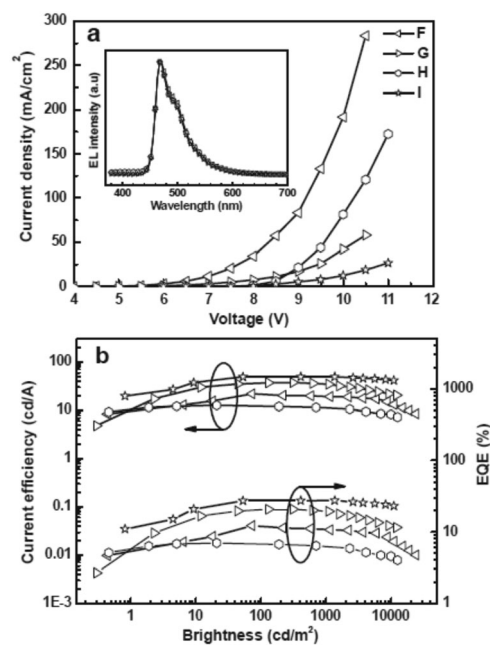 a
F
G
H
I
300
250
200
150
100
50
0
Current density (mA/cm²)
EL intensity (a.u)
400 500 600 700
Wavelength (nm)
4 5 6 7 8 9 10 11 12
Voltage (V)
b
100
10
1
0.1
0.01
1E-3
Current efficiency (cd/A)
1000
100
10
1
EQE (%)
1 10 100 1000 10000
Brightness (cd/m²)